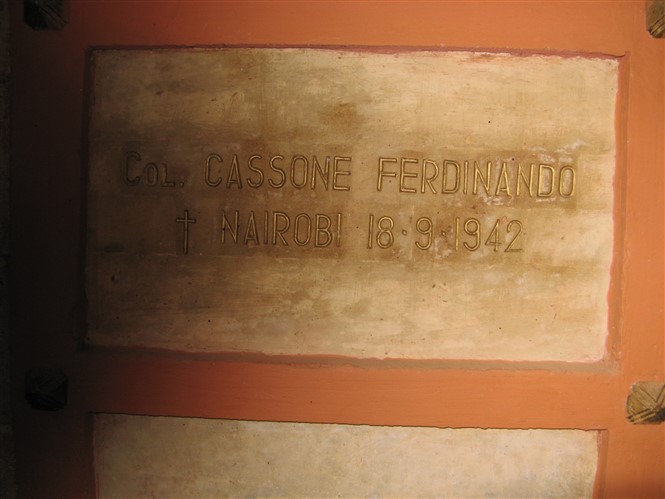 COL. CASSONE FERDINANDO
† NAIROBI 18·9·1942